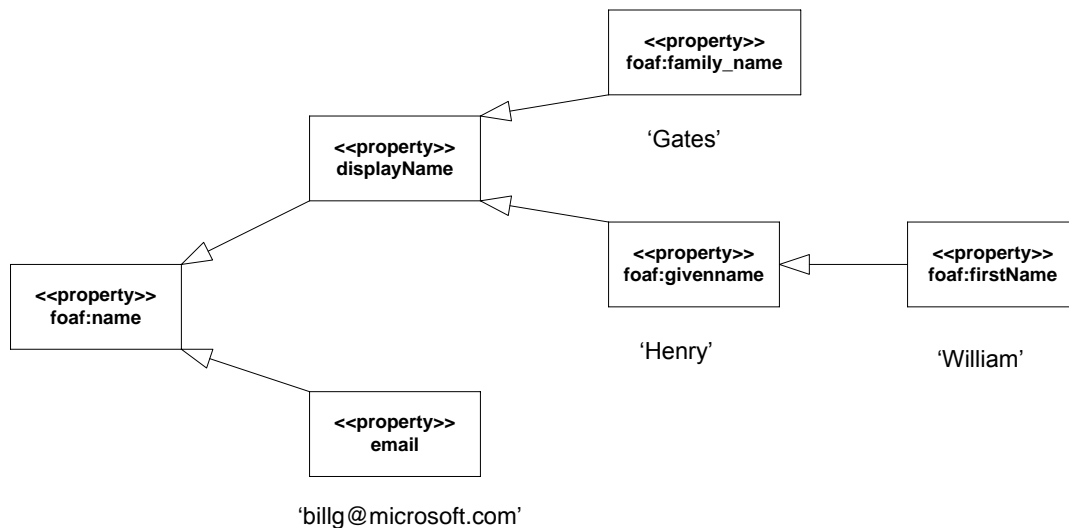 <<property>>
foaf:family_name
‘Gates’
<<property>>
displayName
<<property>>
foaf:givenname
‘Henry’
<<property>>
foaf:firstName
‘William’
<<property>>
foaf:name
<<property>>
email
‘billg@microsoft.com’